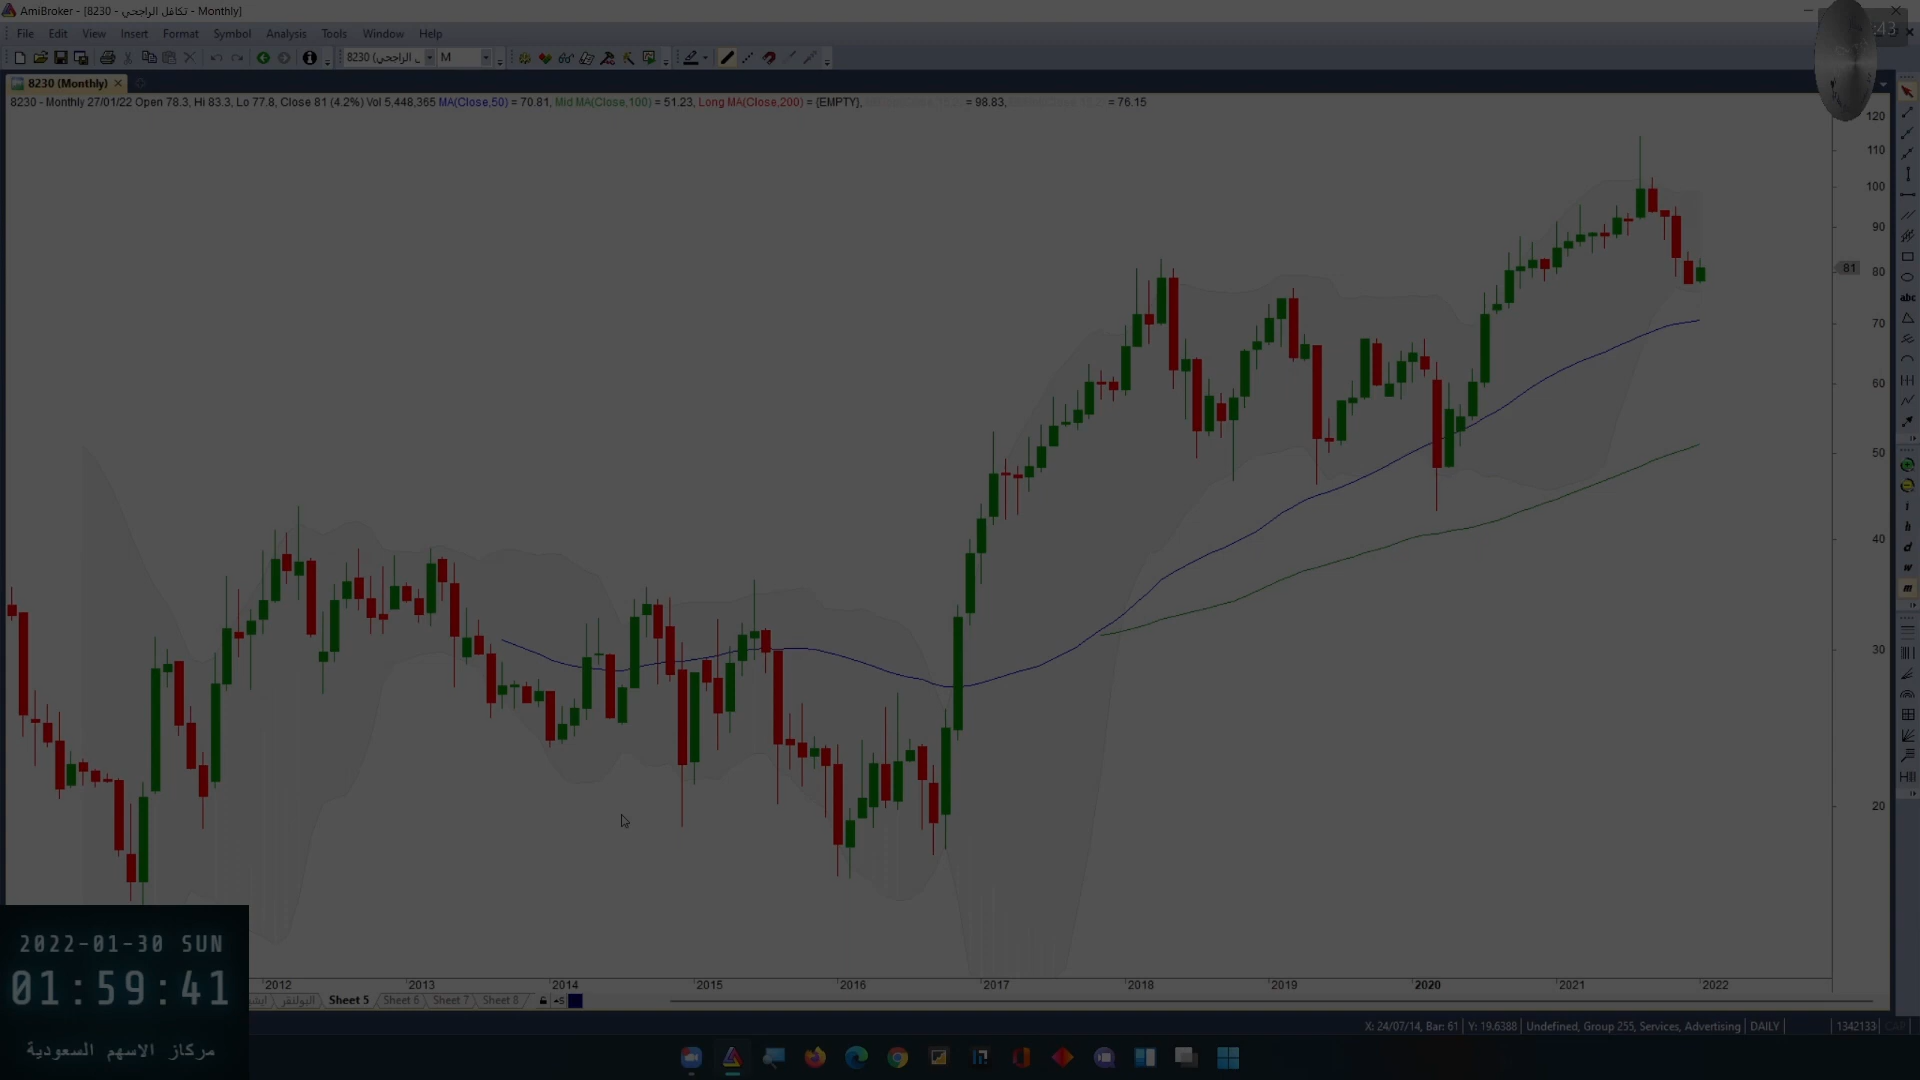 AmiBroker - [8230 - تكافل الراجحي - Monthly]
File Edit View Insert Format Symbol Analysis Tools Window Help
M
8230 (Monthly)
8230 - Monthly 27/01/22 Open 78.3, Hi 83.3, Lo 77.8, Close 81 (4.2%) Vol 5,448,365 MA(Close,50) = 70.81, Mid MA(Close,100) = 51.23, Long MA(Close,200) = {EMPTY}, = 98.83, = 76.15
120
110
100
90
81
80
70
60
50
40
30
20
abc
2022-01-30 SUN
01:59:41
مركاز الاسهم السعودية
2012 2013 2014 2015 2016 2017 2018 2019 2020 2021 2022
البولنقر Sheet 5 Sheet 6 Sheet 7 Sheet 8
X: 24/07/14, Bar: 61 Y: 19.6388 Undefined, Group 255, Services, Advertising DAILY 1342133